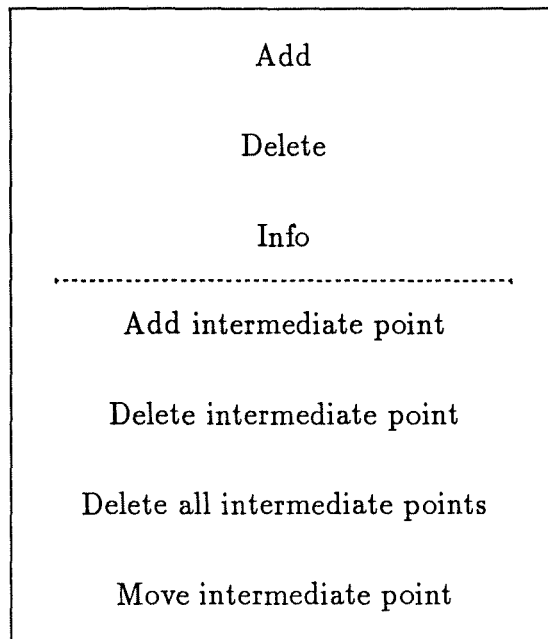 Add
Delete
Info
Add intermediate point
Delete intermediate point
Delete all intermediate points
Move intermediate point